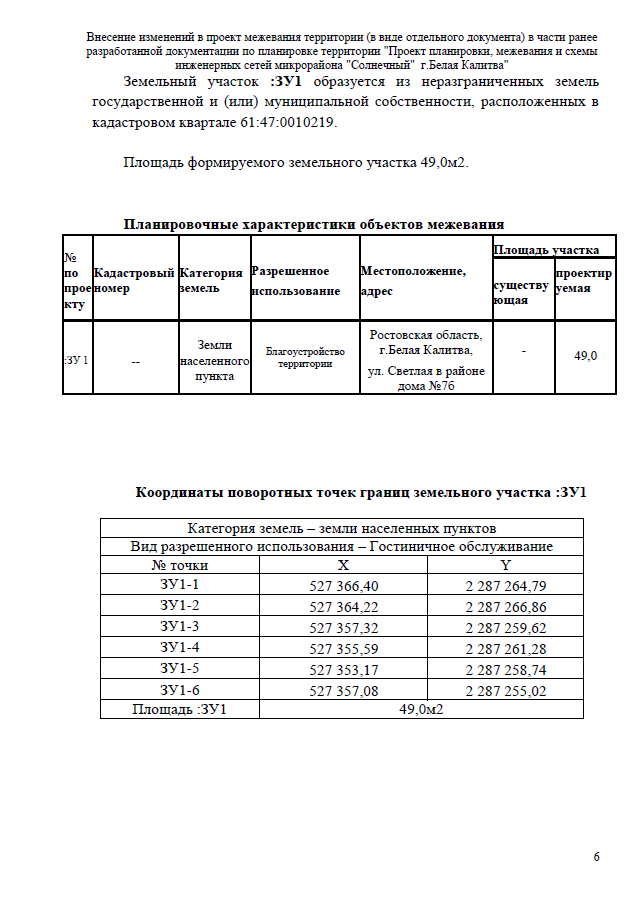 Внесение изменений в проект межевания территории (в виде отдельного документа) в части ранее
разработанной документации по планировке территории "Проект планировки, межевания и схемы
инженерных сетей микрорайона "Солнечный" г.Белая Калитва"
Земельный участок :ЗУ1 образуется из неразграниченных земель
государственной и (или) муниципальной собственности, расположенных в
кадастровом квартале 61:47:0010219.
Площадь формируемого земельного участка 49,0м2.
Планировочные характеристики объектов межевания
№
по
прое
кту
Кадастровый
номер
Категория
земель
Разрешенное
использование
Местоположение,
адрес
Площадь участка
существу
ющая
проектир
уемая
:ЗУ 1
--
Земли
населенного
пункта
Благоустройство
территории
Ростовская область,
г.Белая Калитва,
ул. Светлая в районе
дома №7б
-
49,0
Координаты поворотных точек границ земельного участка :ЗУ1
Категория земель – земли населенных пунктов
Вид разрешенного использования – Гостиничное обслуживание
№ точки X Y
ЗУ1-1 527 366,40 2 287 264,79
ЗУ1-2 527 364,22 2 287 266,86
ЗУ1-3 527 357,32 2 287 259,62
ЗУ1-4 527 355,59 2 287 261,28
ЗУ1-5 527 353,17 2 287 258,74
ЗУ1-6 527 357,08 2 287 255,02
Площадь :ЗУ1 49,0м2
6